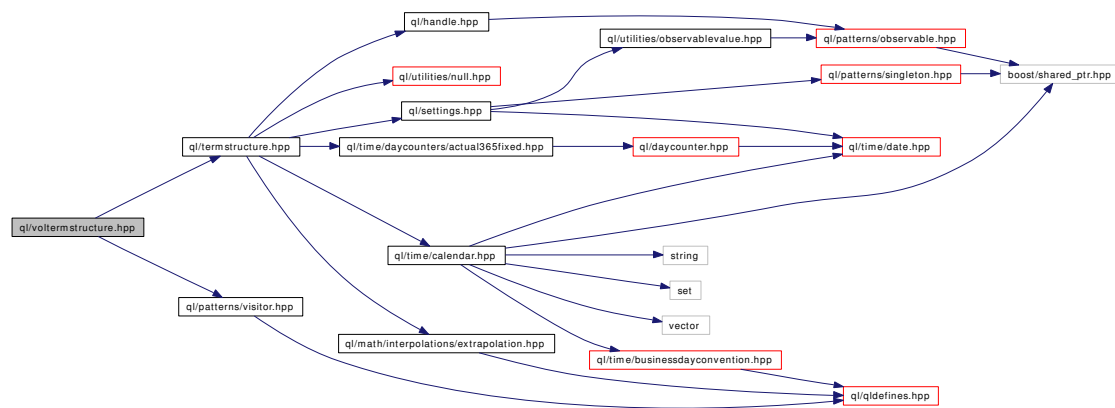 ql/handle.hpp
ql/utilities/observablevalue.hpp
ql/patterns/observable.hpp
ql/utilities/null.hpp
ql/patterns/singleton.hpp
boost/shared_ptr.hpp
ql/settings.hpp
ql/termstructure.hpp
ql/time/daycounters/actual365fixed.hpp
ql/daycounter.hpp
ql/time/date.hpp
ql/voltermstructure.hpp
ql/time/calendar.hpp
string
set
ql/patterns/visitor.hpp
vector
ql/math/interpolations/extrapolation.hpp
ql/time/businessdayconvention.hpp
ql/qldefines.hpp